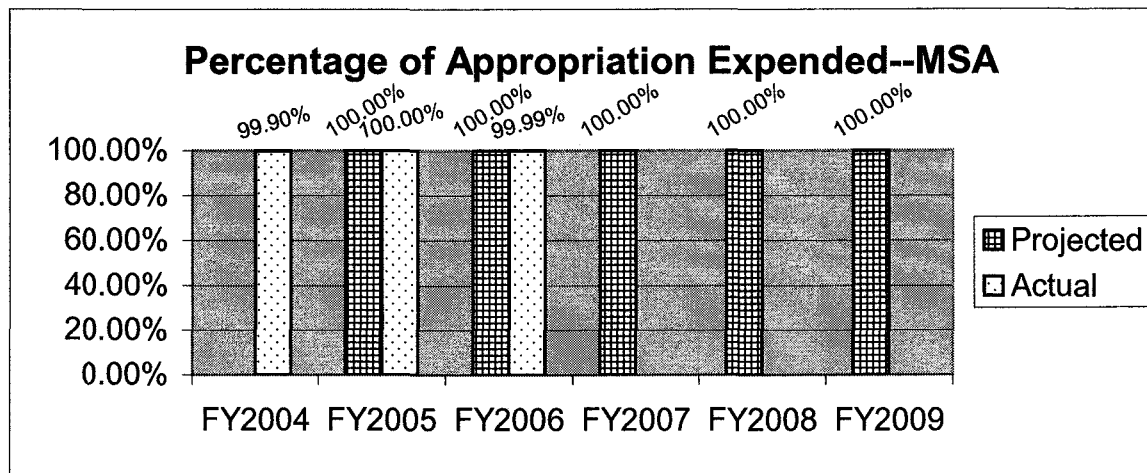 Percentage of Appropriation Expended--MSA
99.90% 100.00% 100.00% 100.00% 99.99% 100.00% 100.00% 100.00%
100.00%
80.00%
60.00%
40.00%
20.00%
0.00%
FY2004 FY2005 FY2006 FY2007 FY2008 FY2009
Projected
Actual